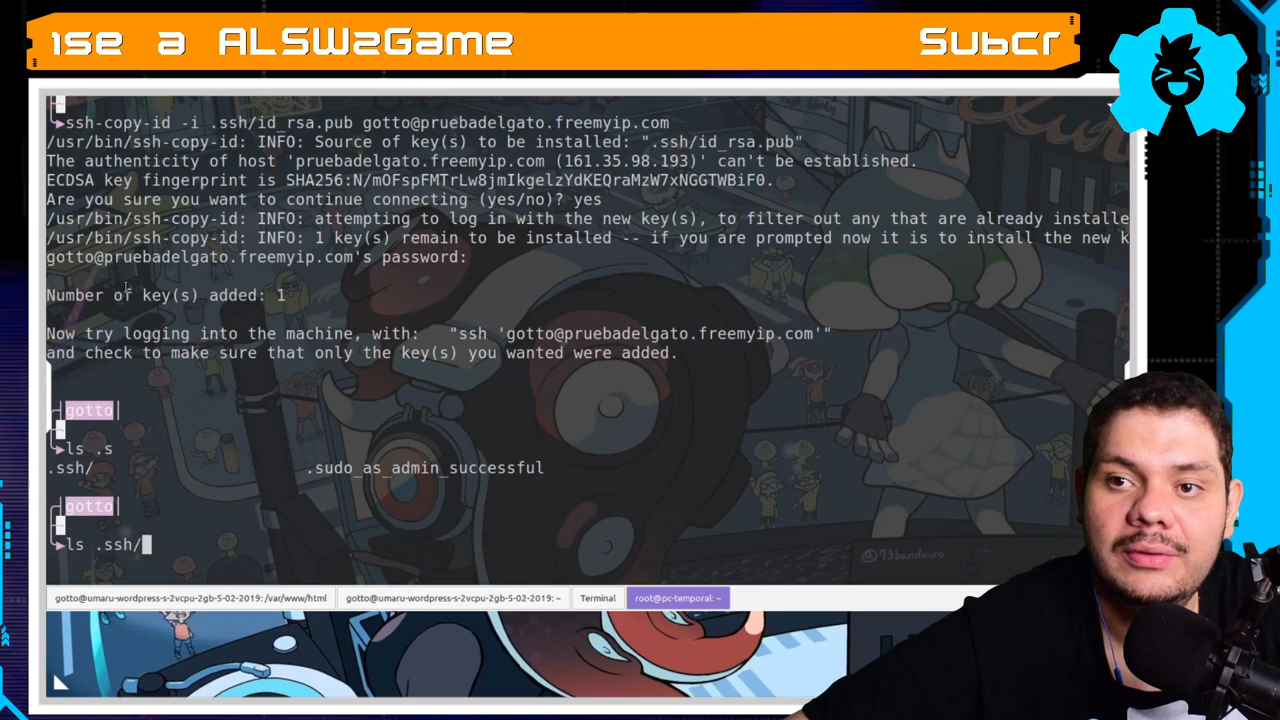 ise a ALSW2Game Subcr
~
ssh-copy-id -i .ssh/id_rsa.pub gotto@pruebadelgato.freemyip.com
/usr/bin/ssh-copy-id: INFO: Source of key(s) to be installed: ".ssh/id_rsa.pub"
The authenticity of host 'pruebadelgato.freemyip.com (161.35.98.193)' can't be established.
ECDSA key fingerprint is SHA256:N/mOFspFMTrLw8jmIkgelzYdKEQraMzW7xNGGTWBiF0.
Are you sure you want to continue connecting (yes/no)? yes
/usr/bin/ssh-copy-id: INFO: attempting to log in with the new key(s), to filter out any that are already installe
/usr/bin/ssh-copy-id: INFO: 1 key(s) remain to be installed -- if you are prompted now it is to install the new k
gotto@pruebadelgato.freemyip.com's password:
Number of key(s) added: 1
Now try logging into the machine, with: "ssh 'gotto@pruebadelgato.freemyip.com'"
and check to make sure that only the key(s) you wanted were added.
gotto
~
ls .s
.ssh/ .sudo_as_admin_successful
gotto
~
ls .ssh/
@73bandouro
gotto@umaru-wordpress-s-2vcpu-2gb-5-02-2019: /var/www/html gotto@umaru-wordpress-s-2vcpu-2gb-5-02-2019: ~ Terminal root@pc-temporal: ~